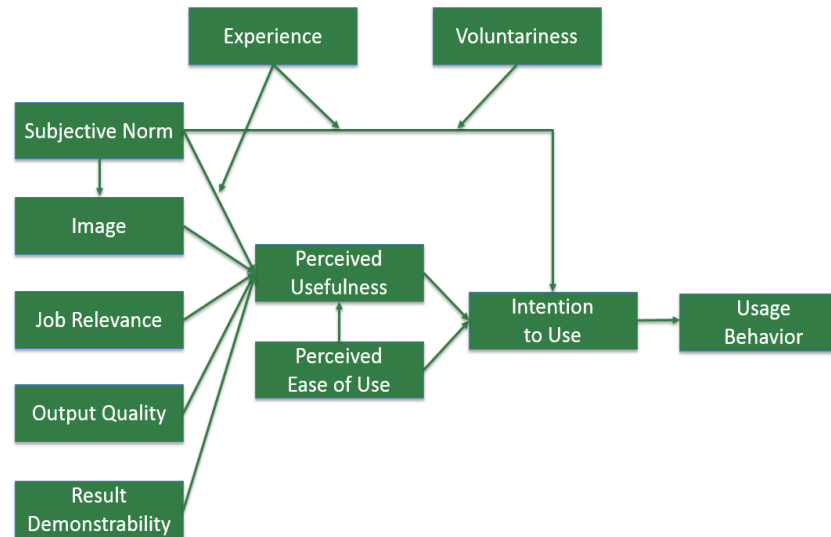 Experience
Voluntariness
Subjective Norm
Image
Perceived
Usefulness
Job Relevance
Intention
to Use
Usage
Behavior
Perceived
Ease of Use
Output Quality
Result
Demonstrability